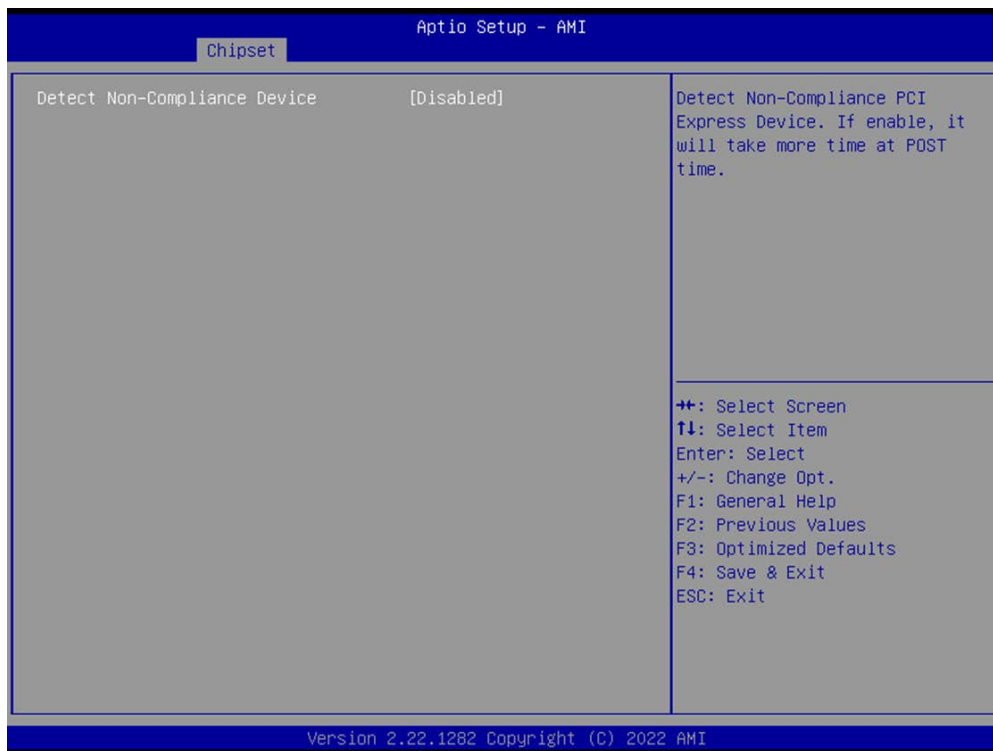 Aptio Setup – AMI
Chipset
Detect Non-Compliance Device [Disabled]
Detect Non-Compliance PCI
Express Device. If enable, it
will take more time at POST
time.
→←: Select Screen
↑↓: Select Item
Enter: Select
+/-: Change Opt.
F1: General Help
F2: Previous Values
F3: Optimized Defaults
F4: Save & Exit
ESC: Exit
Version 2.22.1282 Copyright (C) 2022 AMI